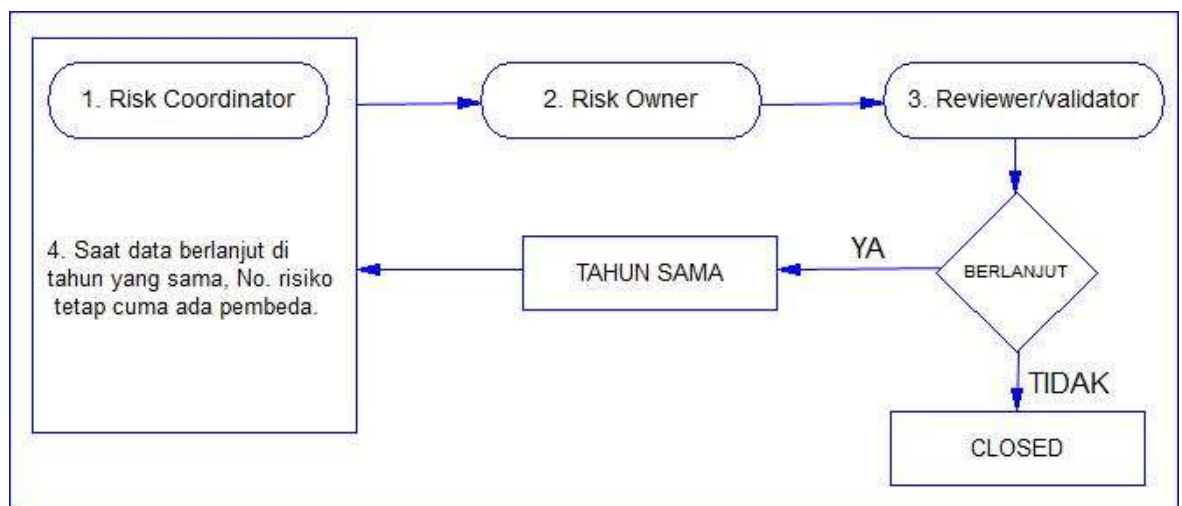 1. Risk Coordinator
2. Risk Owner
3. Reviewer/validator
4. Saat data berlanjut di
tahun yang sama, No. risiko
tetap cuma ada pembeda.
TAHUN SAMA
YA
BERLANJUT
TIDAK
CLOSED